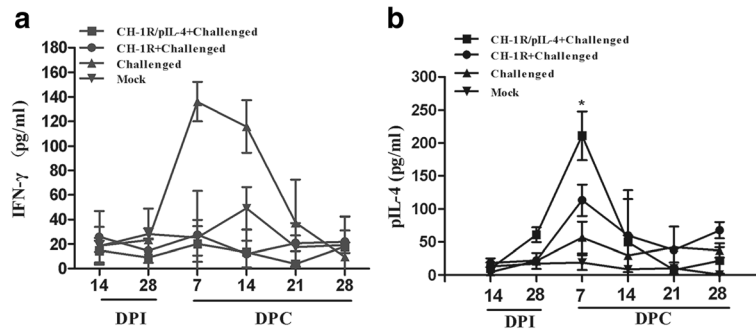 a
CH-1R/pIL-4+Challenged
CH-1R+Challenged
Challenged
Mock
IFN-γ (pg/ml)
180
160
140
120
100
80
60
40
20
0
14 28 7 14 21 28
DPI DPC
b
CH-1R/pIL-4+Challenged
CH-1R+Challenged
Challenged
Mock
pIL-4 (pg/ml)
300
250
200
150
100
50
0
*
14 28 7 14 21 28
DPI DPC